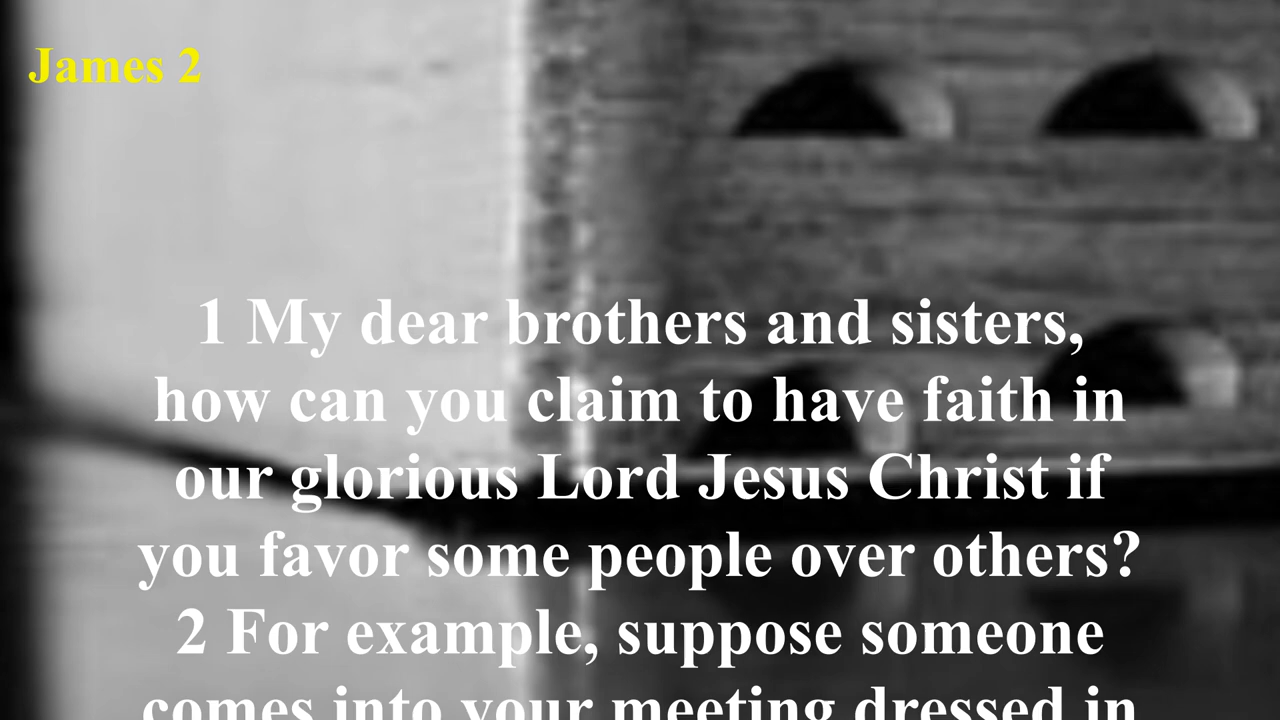 James 2
1 My dear brothers and sisters,
how can you claim to have faith in
our glorious Lord Jesus Christ if
you favor some people over others?
2 For example, suppose someone
comes into your meeting dressed in